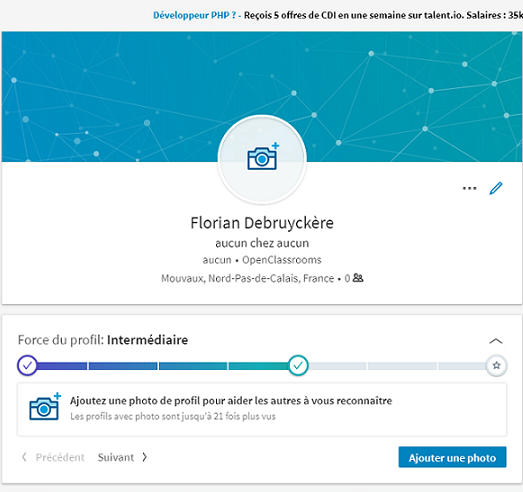 Développeur PHP ? - Reçois 5 offres de CDI en une semaine sur talent.io. Salaires : 35k
Florian Debruyckère
aucun chez aucun
aucun • OpenClassrooms
Mouvaux, Nord-Pas-de-Calais, France • 0
Force du profil: Intermédiaire
Ajoutez une photo de profil pour aider les autres à vous reconnaître
Les profils avec photo sont jusqu'à 21 fois plus vus
Précédent Suivant Ajouter une photo